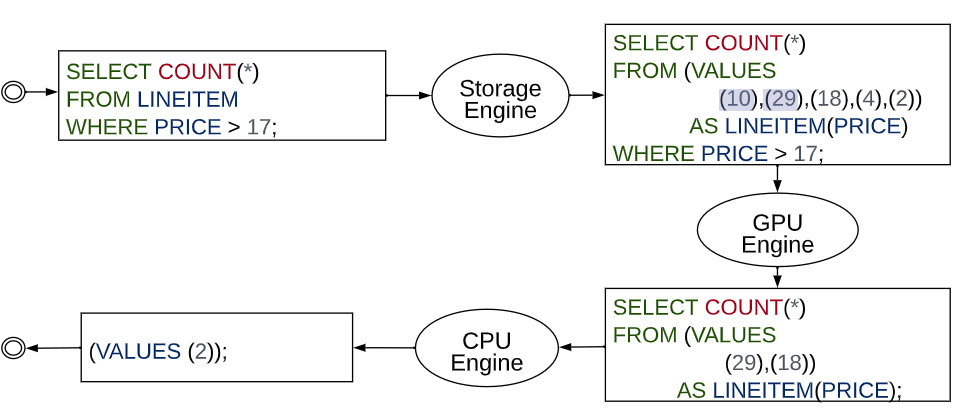 SELECT COUNT(*)
FROM LINEITEM
WHERE PRICE > 17;
Storage
Engine
SELECT COUNT(*)
FROM (VALUES
(10),(29),(18),(4),(2))
AS LINEITEM(PRICE)
WHERE PRICE > 17;
GPU
Engine
SELECT COUNT(*)
FROM (VALUES
(29),(18))
AS LINEITEM(PRICE);
CPU
Engine
(VALUES (2));